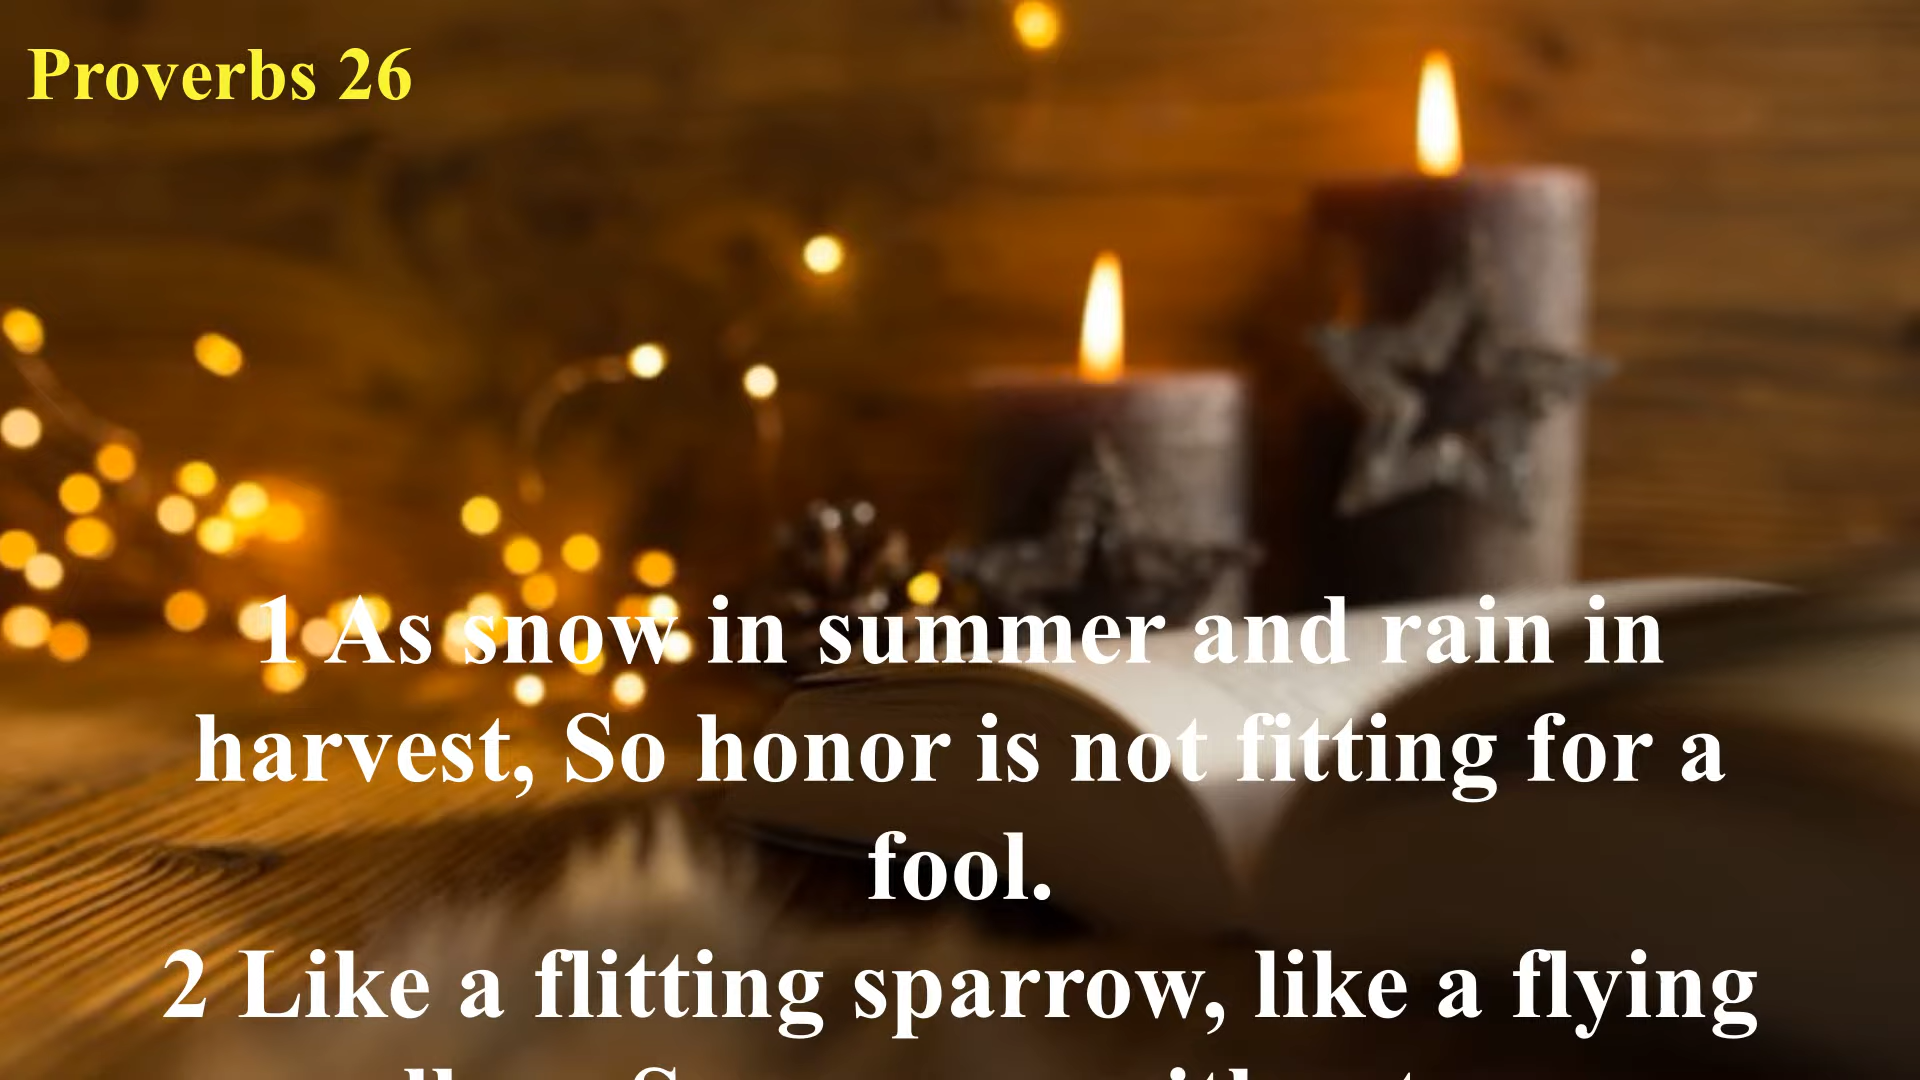 Proverbs 26
1 As snow in summer and rain in
harvest, So honor is not fitting for a
fool.
2 Like a flitting sparrow, like a flying